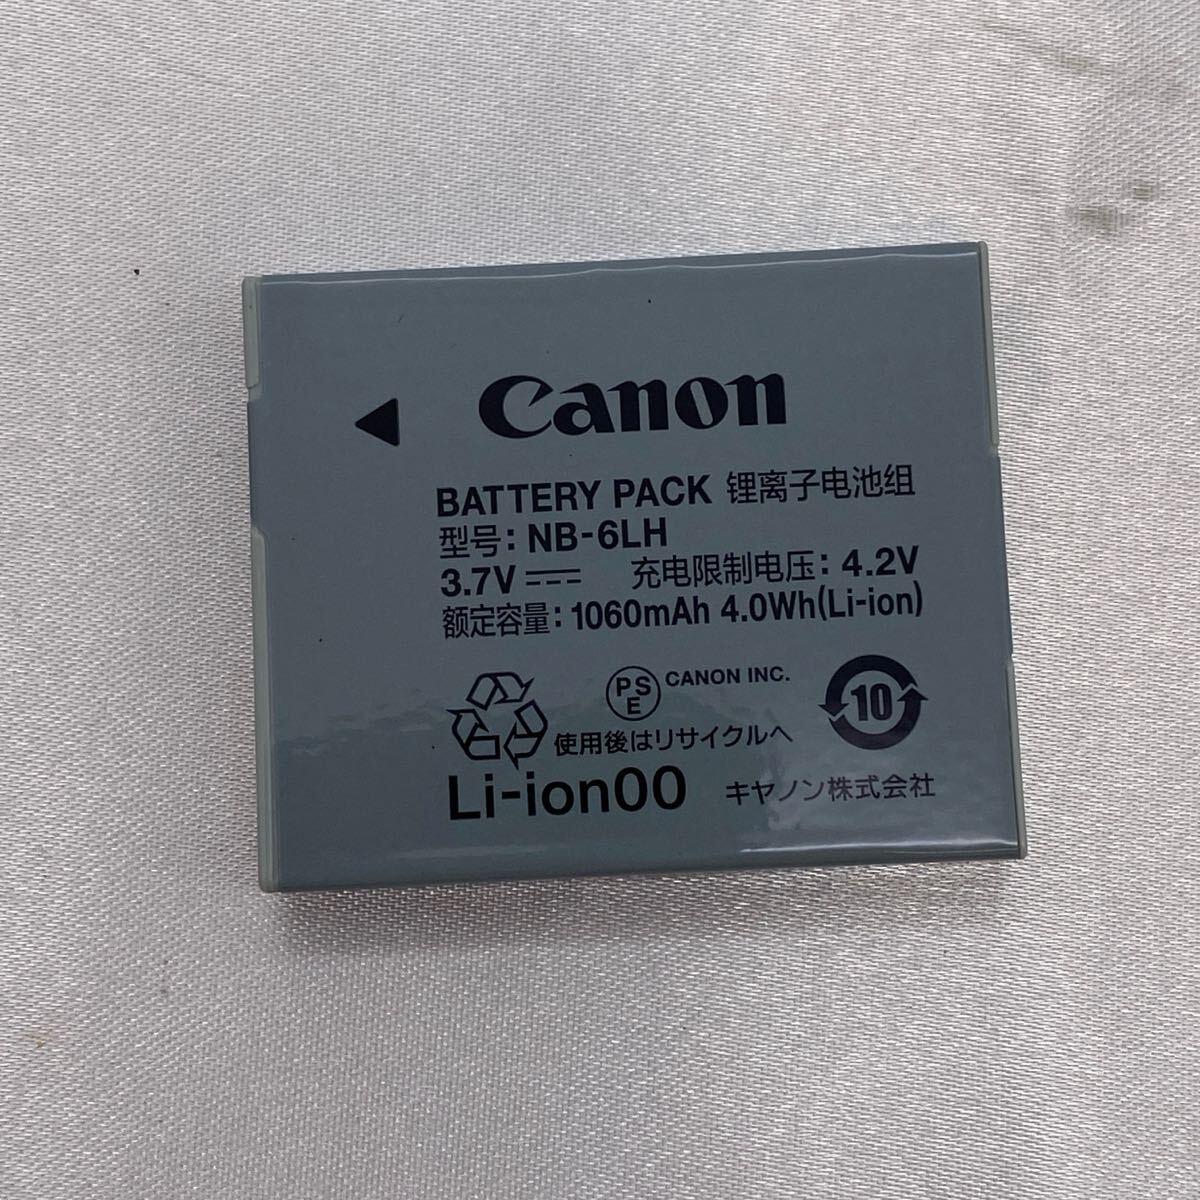 Canon
BATTERY PACK 锂离子电池组
型号: NB-6LH
3.7V 充电限制电压: 4.2V
额定容量: 1060mAh 4.0Wh(Li-ion)
PSE CANON INC. 10
使用後はリサイクルへ
Li-ion00 キヤノン株式会社